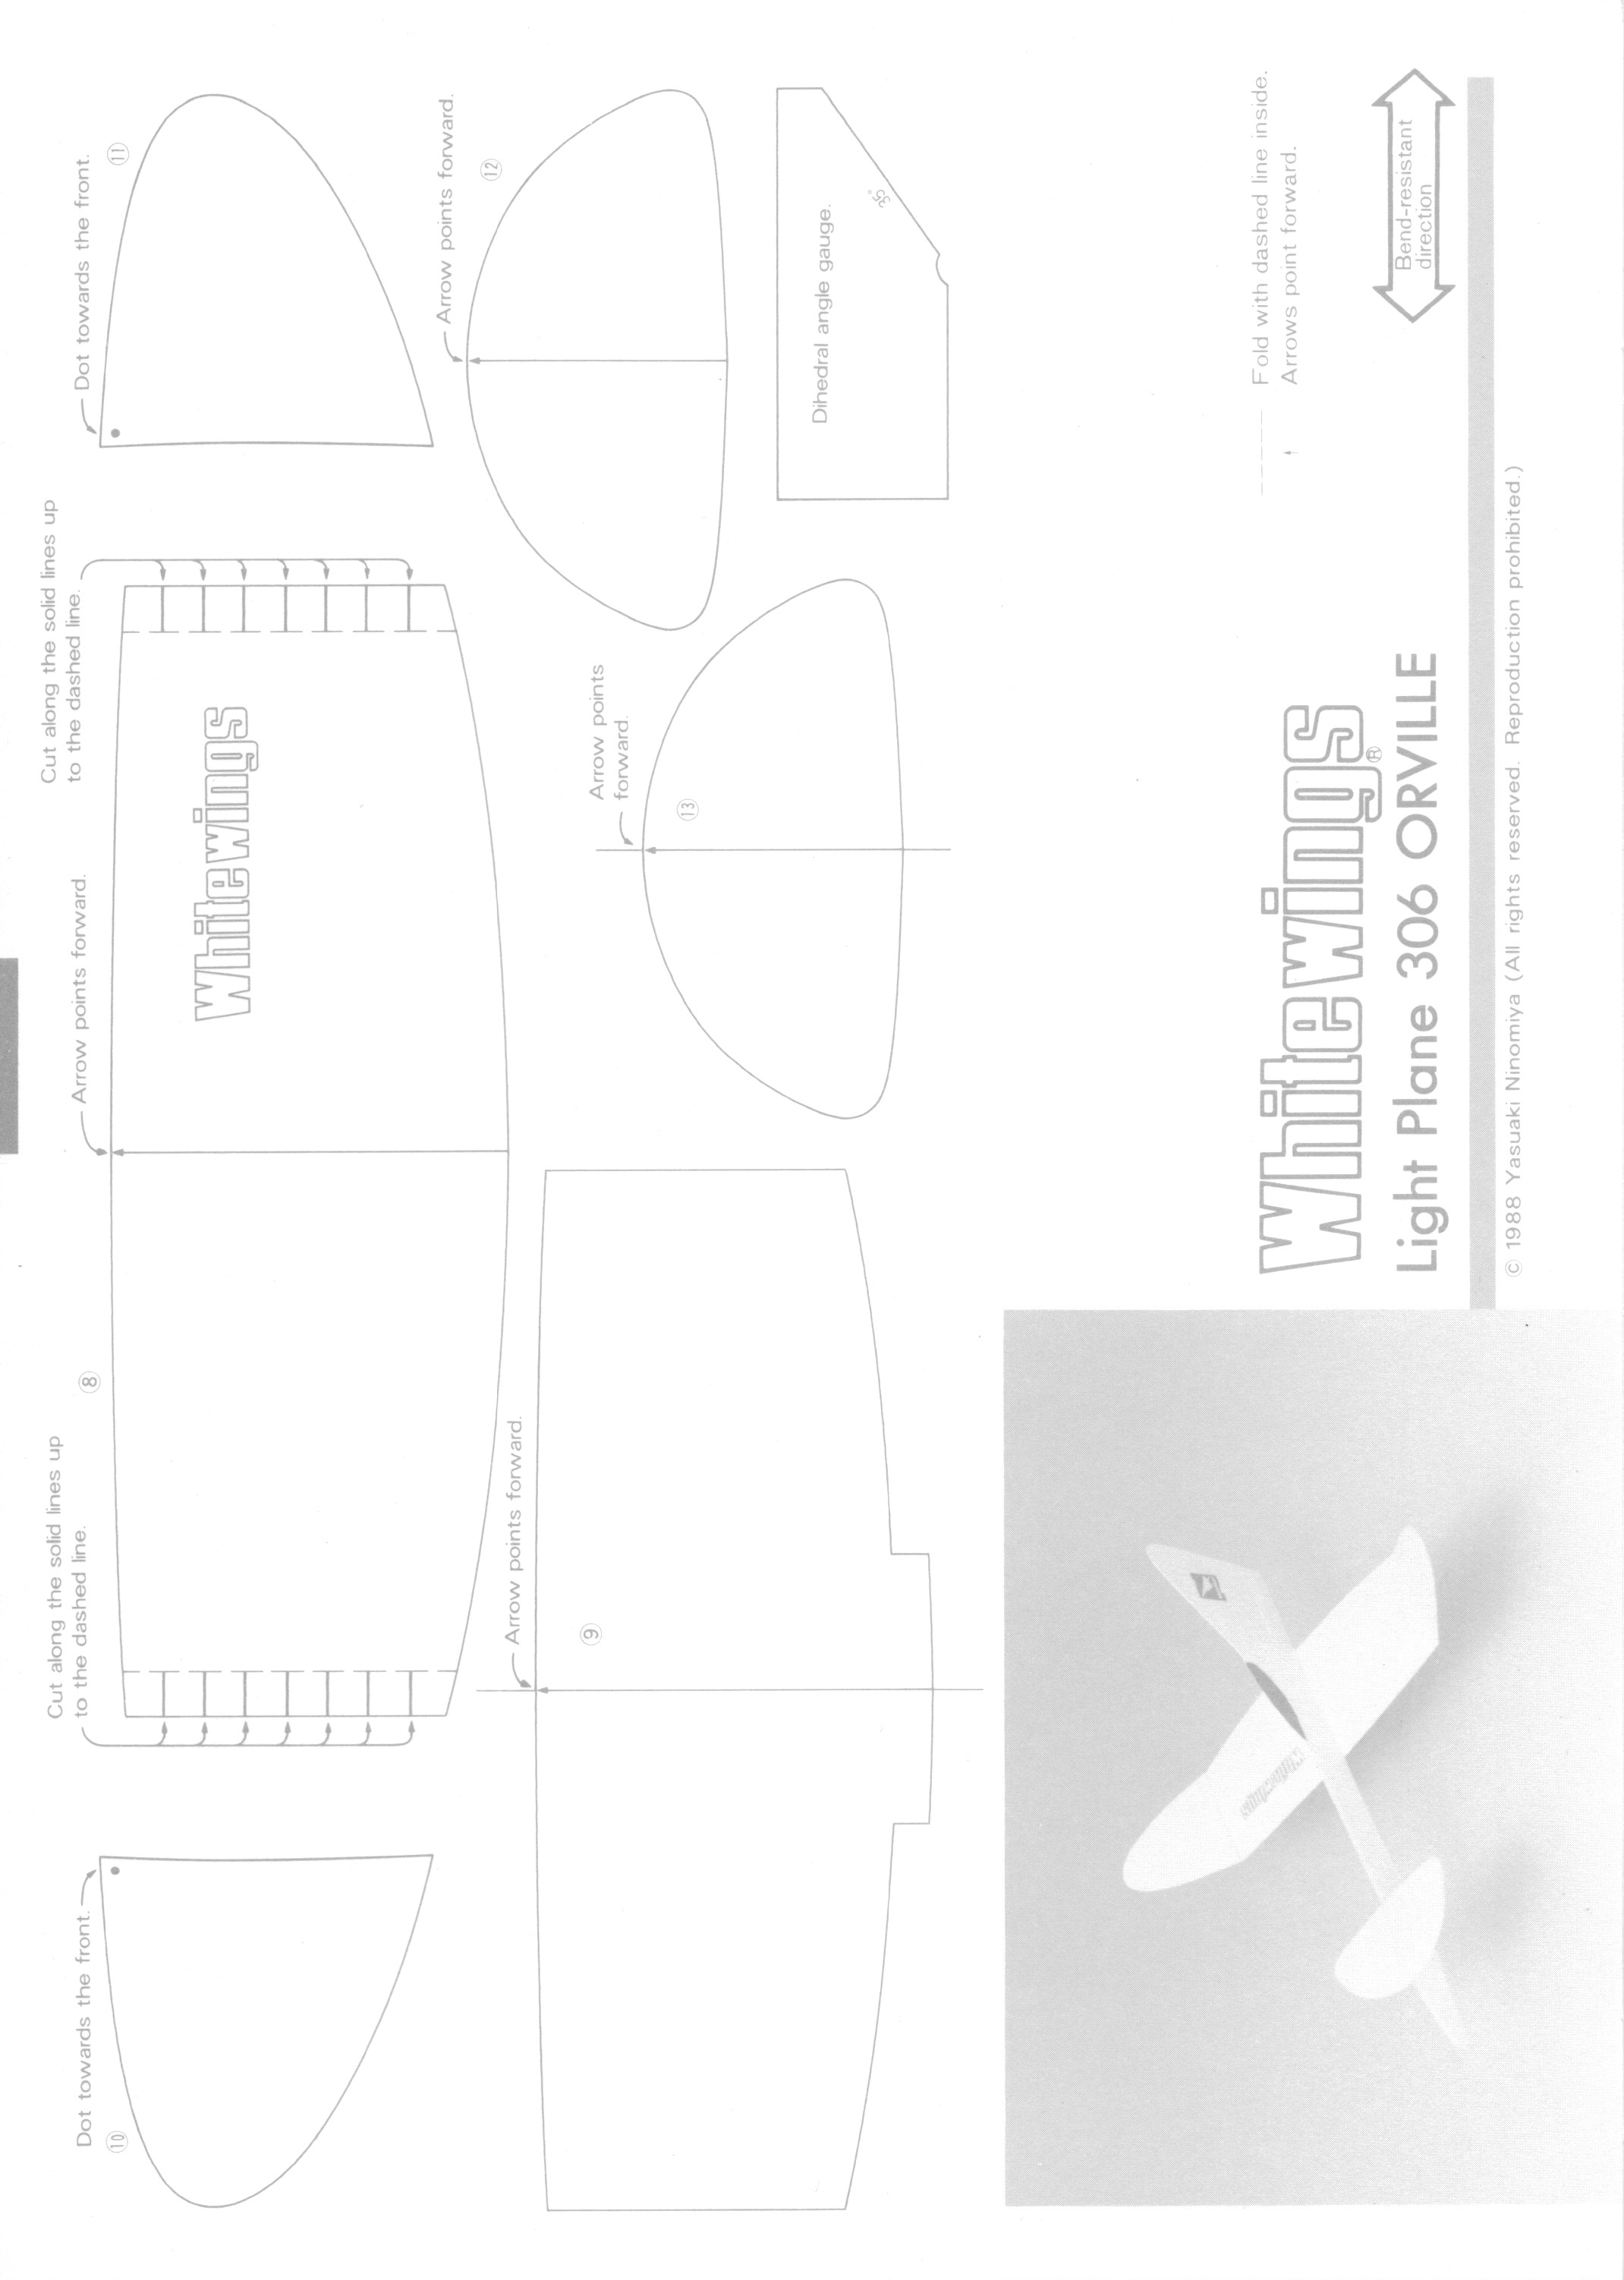 Dot towards the front.
⑩
Cut along the solid lines up
to the dashed line.
⑧
Arrow points forward.
Whitewings
Cut along the solid lines up
to the dashed line.
Dot towards the front.
⑪
Arrow points forward.
⑨
Arrow points
forward.
⑬
Arrow points forward.
⑫
Dihedral angle gauge.
35°
Whitewings
Fold with dashed line inside.
Arrows point forward.
Whitewings®
Light Plane 306 ORVILLE
Bend-resistant
direction
© 1988 Yasuaki Ninomiya (All rights reserved. Reproduction prohibited.)